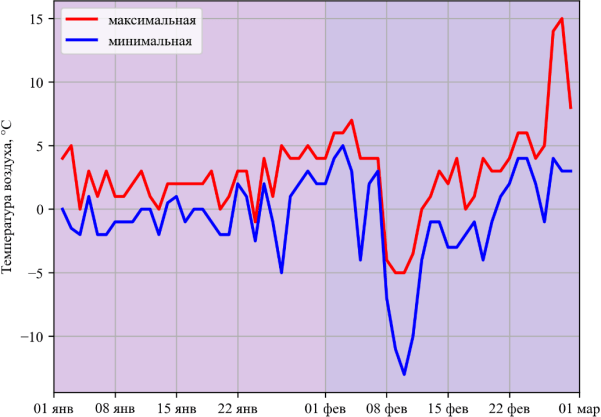 максимальная
минимальная
Температура воздуха, °C
15
10
5
0
−5
−10
01 янв
08 янв
15 янв
22 янв
01 фев
08 фев
15 фев
22 фев
01 мар